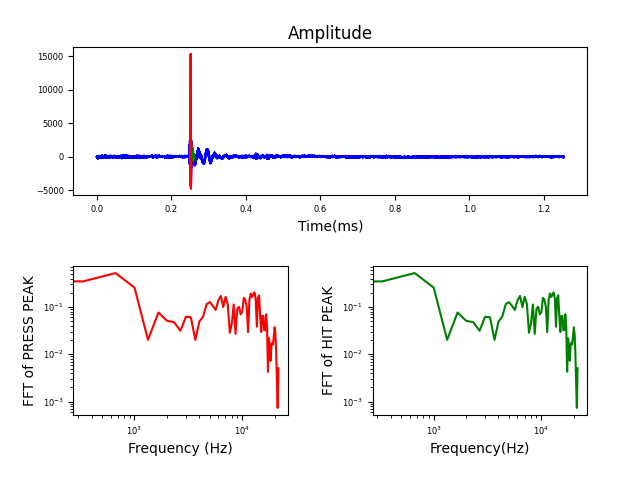 Amplitude
15000
10000
5000
0
−5000
0.0 0.2 0.4 0.6 0.8 1.0 1.2
Time(ms)
FFT of PRESS PEAK
10⁻¹
10⁻²
10⁻³
10³ 10⁴
Frequency (Hz)
FFT of HIT PEAK
10⁻¹
10⁻²
10⁻³
10³ 10⁴
Frequency(Hz)